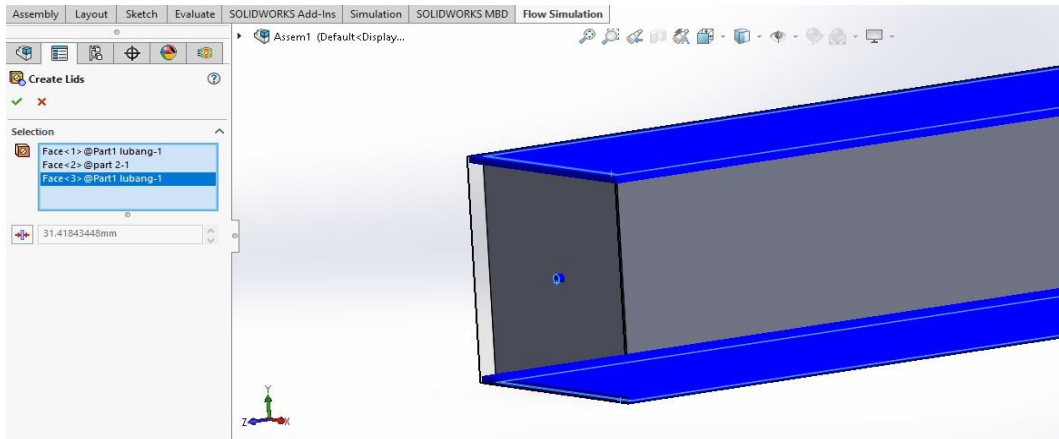 Assembly Layout Sketch Evaluate SOLIDWORKS Add-Ins Simulation SOLIDWORKS MBD Flow Simulation
Assem1 (Default<Display...
Create Lids
Selection
Face<1>@Part1 lubang-1
Face<2>@part 2-1
Face<3>@Part1 lubang-1
31.41843448mm
Y
Z X